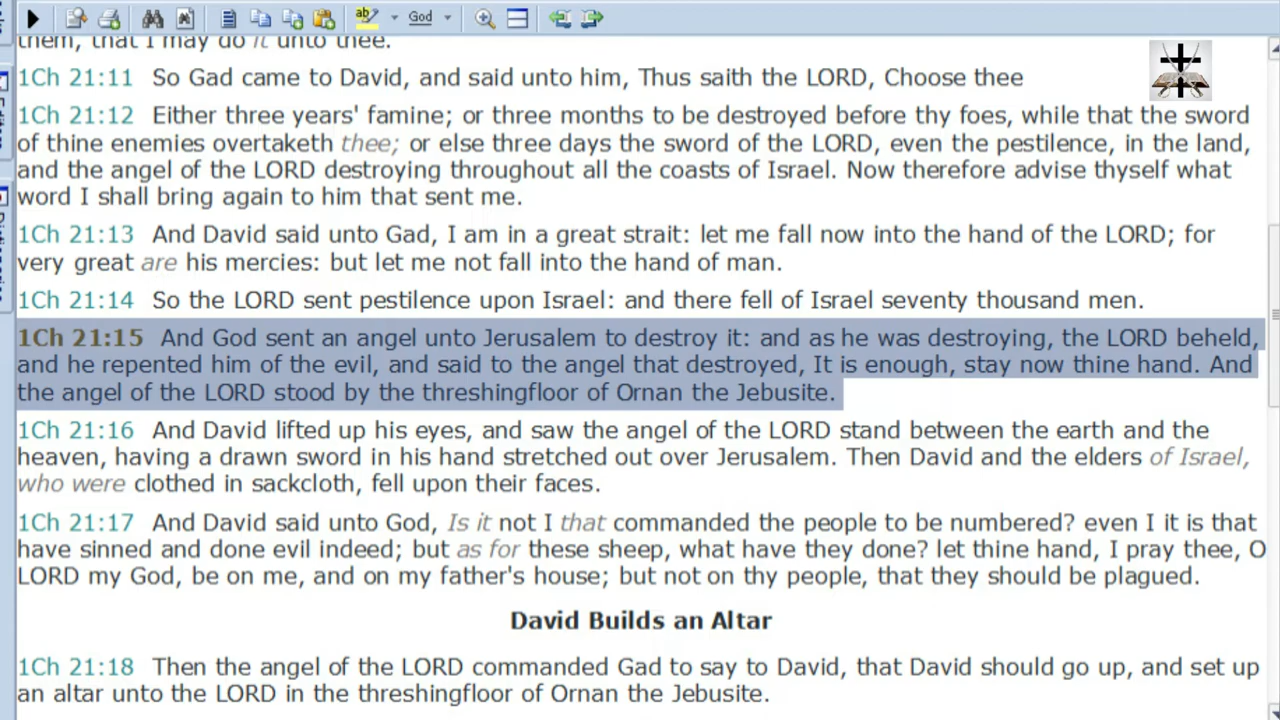 God
them, that I may do it unto thee.
1Ch 21:11 So Gad came to David, and said unto him, Thus saith the LORD, Choose thee
1Ch 21:12 Either three years' famine; or three months to be destroyed before thy foes, while that the sword
of thine enemies overtaketh thee; or else three days the sword of the LORD, even the pestilence, in the land,
and the angel of the LORD destroying throughout all the coasts of Israel. Now therefore advise thyself what
word I shall bring again to him that sent me.
1Ch 21:13 And David said unto Gad, I am in a great strait: let me fall now into the hand of the LORD; for
very great are his mercies: but let me not fall into the hand of man.
1Ch 21:14 So the LORD sent pestilence upon Israel: and there fell of Israel seventy thousand men.
1Ch 21:15 And God sent an angel unto Jerusalem to destroy it: and as he was destroying, the LORD beheld,
and he repented him of the evil, and said to the angel that destroyed, It is enough, stay now thine hand. And
the angel of the LORD stood by the threshingfloor of Ornan the Jebusite.
1Ch 21:16 And David lifted up his eyes, and saw the angel of the LORD stand between the earth and the
heaven, having a drawn sword in his hand stretched out over Jerusalem. Then David and the elders of Israel,
who were clothed in sackcloth, fell upon their faces.
1Ch 21:17 And David said unto God, Is it not I that commanded the people to be numbered? even I it is that
have sinned and done evil indeed; but as for these sheep, what have they done? let thine hand, I pray thee, O
LORD my God, be on me, and on my father's house; but not on thy people, that they should be plagued.
David Builds an Altar
1Ch 21:18 Then the angel of the LORD commanded Gad to say to David, that David should go up, and set up
an altar unto the LORD in the threshingfloor of Ornan the Jebusite.